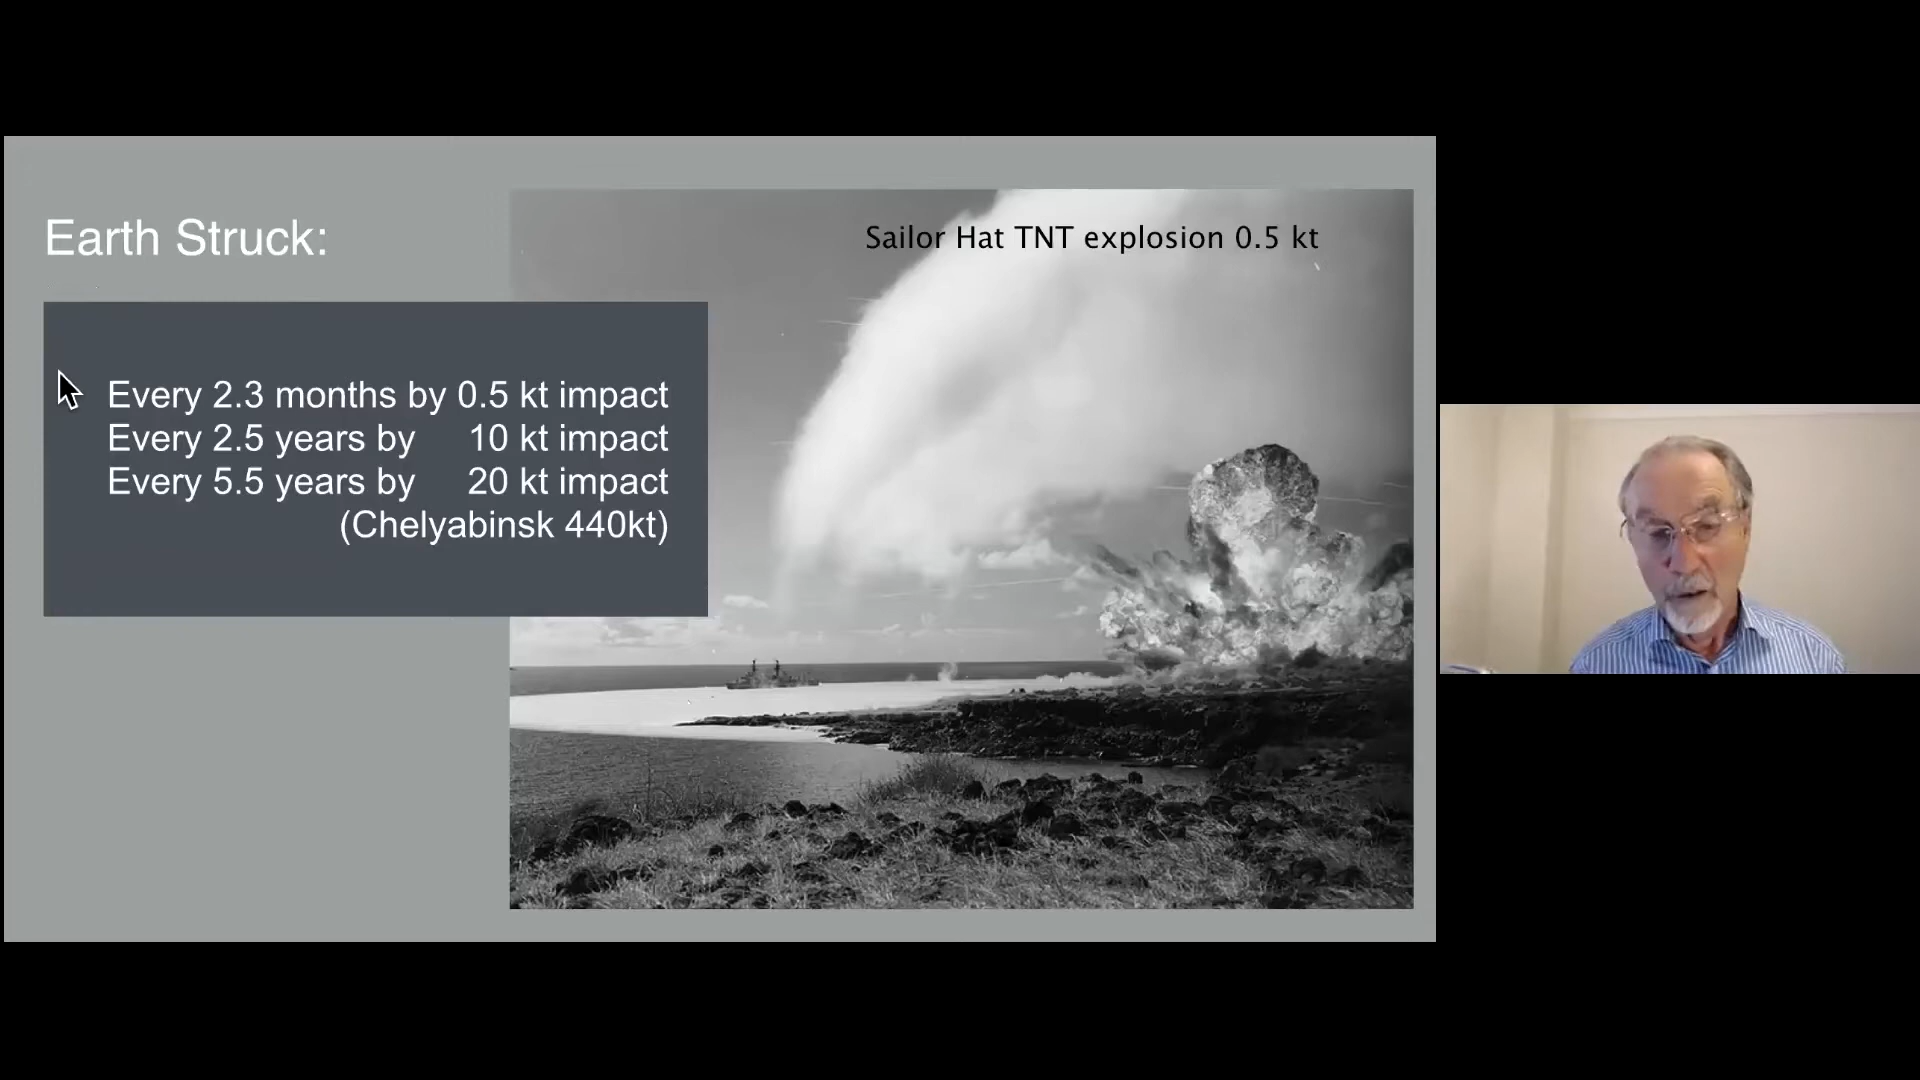 Earth Struck:
Sailor Hat TNT explosion 0.5 kt
Every 2.3 months by 0.5 kt impact
Every 2.5 years by 10 kt impact
Every 5.5 years by 20 kt impact
(Chelyabinsk 440kt)